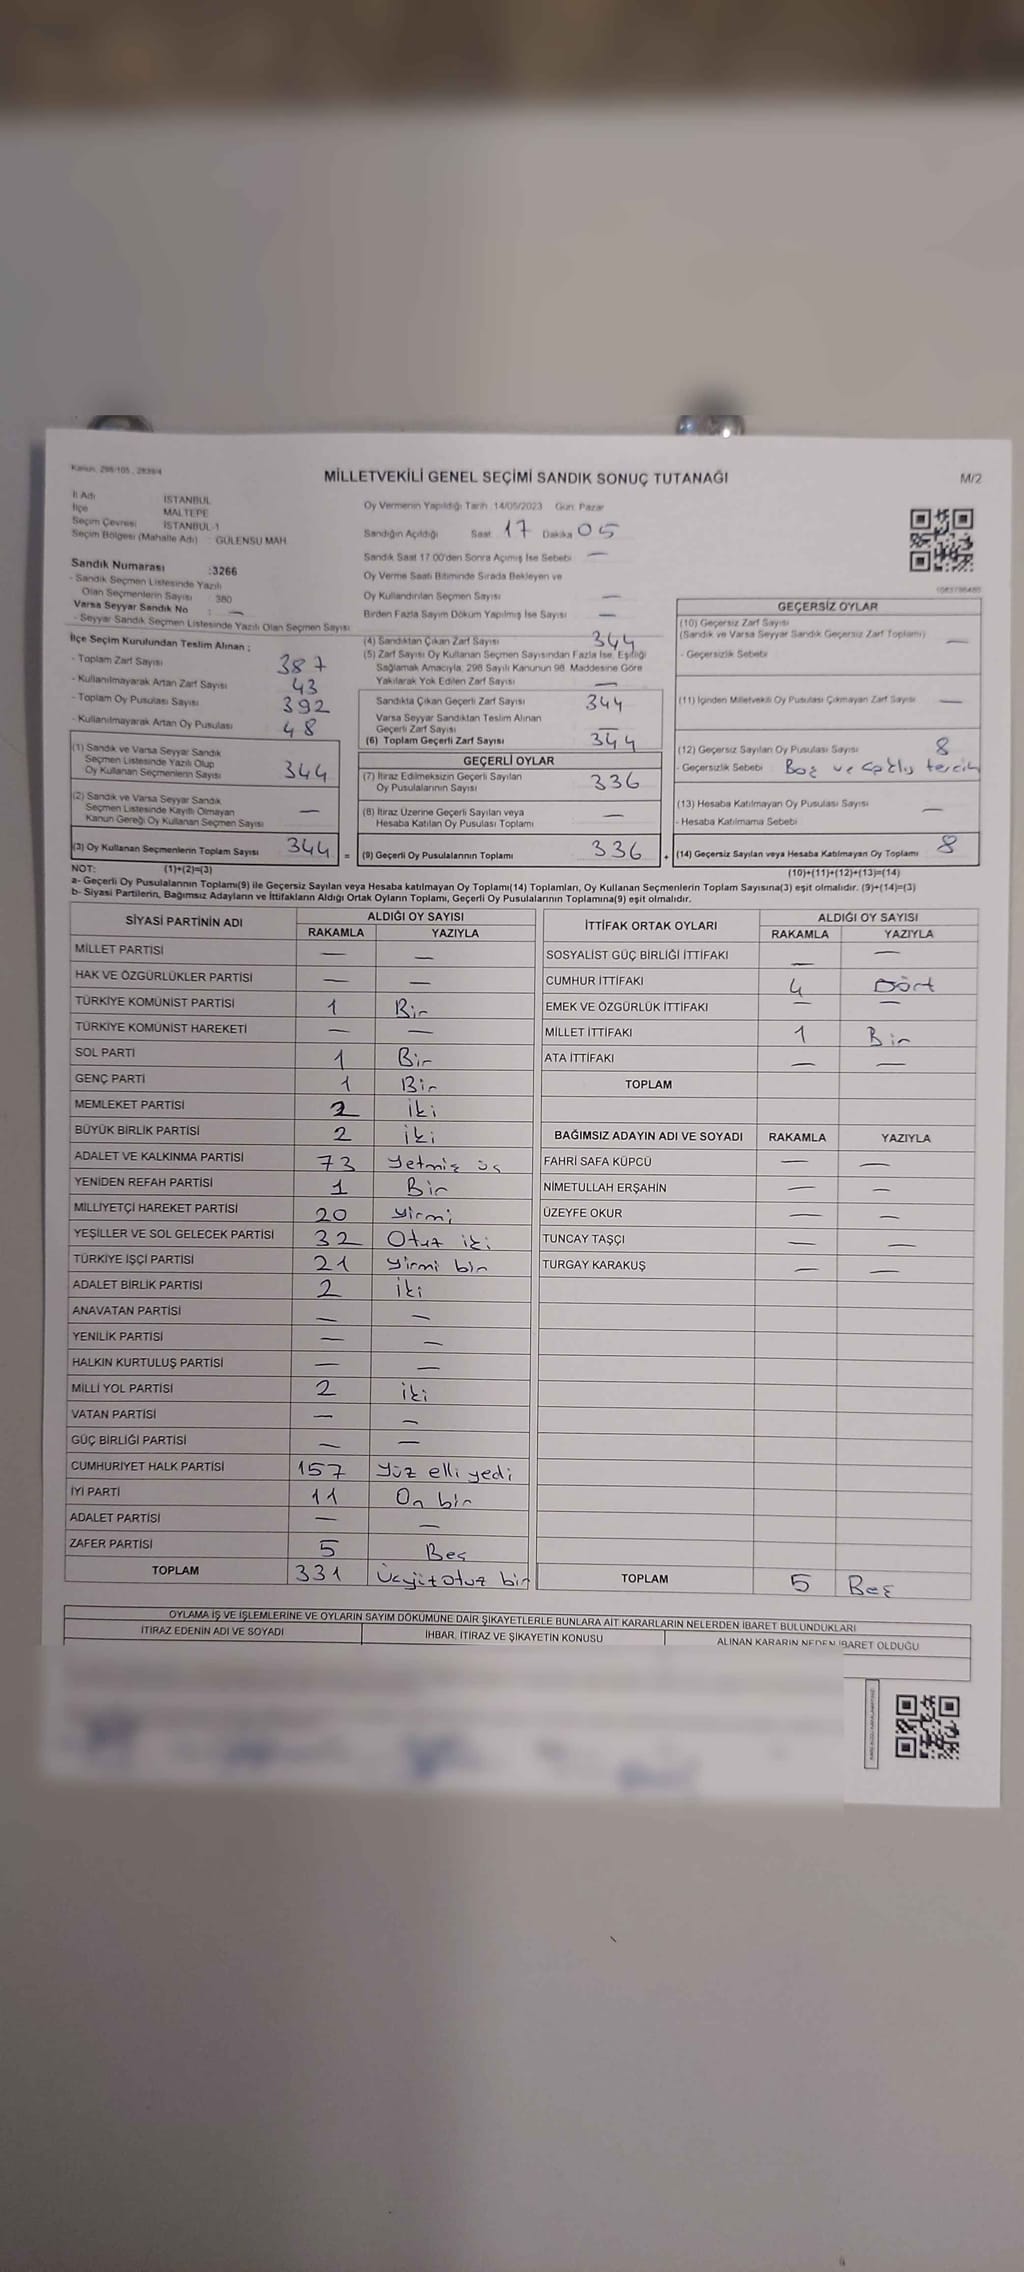 Kanun, 298/105, 2839/4
MİLLETVEKİLİ GENEL SEÇİMİ SANDIK SONUÇ TUTANAĞI
M/2
İl Adı İSTANBUL
İlçe MALTEPE
Seçim Çevresi İSTANBUL-1
Seçim Bölgesi (Mahalle Adı) : GÜLENSU MAH.
Sandık Numarası :3266
- Sandık Seçmen Listesinde Yazılı
Olan Seçmenlerin Sayısı : 380
Varsa Seyyar Sandık No : —
- Seyyar Sandık Seçmen Listesinde Yazılı Olan Seçmen Sayısı
Oy Vermenin Yapıldığı Tarih :14/05/2023 Gün: Pazar
Sandığın Açıldığı Saat 17 Dakika 05
Sandık Saat 17.00'den Sonra Açılmış İse Sebebi —
Oy Verme Saati Bitiminde Sırada Bekleyen ve
Oy Kullandırılan Seçmen Sayısı —
Birden Fazla Sayım Döküm Yapılmış İse Sayısı —
İlçe Seçim Kurulundan Teslim Alınan ;
- Toplam Zarf Sayısı 387
- Kullanılmayarak Artan Zarf Sayısı 43
- Toplam Oy Pusulası Sayısı 392
- Kullanılmayarak Artan Oy Pusulası 48
(1) Sandık ve Varsa Seyyar Sandık
Seçmen Listesinde Yazılı Olup
Oy Kullanan Seçmenlerin Sayısı 344
(2) Sandık ve Varsa Seyyar Sandık
Seçmen Listesinde Kayıtlı Olmayan
Kanun Gereği Oy Kullanan Seçmen Sayısı —
(3) Oy Kullanan Seçmenlerin Toplam Sayısı 344 =
(4) Sandıktan Çıkan Zarf Sayısı 344
(5) Zarf Sayısı Oy Kullanan Seçmen Sayısından Fazla İse, Eşitliği
Sağlamak Amacıyla, 298 Sayılı Kanunun 98. Maddesine Göre
Yakılarak Yok Edilen Zarf Sayısı —
Sandıkta Çıkan Geçerli Zarf Sayısı 344
Varsa Seyyar Sandıktan Teslim Alınan
Geçerli Zarf Sayısı —
(6) Toplam Geçerli Zarf Sayısı 344
GEÇERLİ OYLAR
(7) İtiraz Edilmeksizin Geçerli Sayılan
Oy Pusulalarının Sayısı 336
(8) İtiraz Üzerine Geçerli Sayılan veya
Hesaba Katılan Oy Pusulası Toplamı —
(9) Geçerli Oy Pusulalarının Toplamı 336 +
GEÇERSİZ OYLAR
(10) Geçersiz Zarf Sayısı
(Sandık ve Varsa Seyyar Sandık Geçersiz Zarf Toplamı) —
- Geçersizlik Sebebi
(11) İçinden Milletvekili Oy Pusulası Çıkmayan Zarf Sayısı —
(12) Geçersiz Sayılan Oy Pusulası Sayısı 8
- Geçersizlik Sebebi Boş ve tercih
(13) Hesaba Katılmayan Oy Pusulası Sayısı —
- Hesaba Katılmama Sebebi
(14) Geçersiz Sayılan veya Hesaba Katılmayan Oy Toplamı 8
NOT: (1)+(2)=(3) (10)+(11)+(12)+(13)=(14)
a- Geçerli Oy Pusulalarının Toplamı(9) ile Geçersiz Sayılan veya Hesaba katılmayan Oy Toplamı(14) Toplamları, Oy Kullanan Seçmenlerin Toplam Sayısına(3) eşit olmalıdır. (9)+(14)=(3)
b- Siyasi Partilerin, Bağımsız Adayların ve İttifakların Aldığı Ortak Oyların Toplamı, Geçerli Oy Pusulalarının Toplamına(9) eşit olmalıdır.
SİYASİ PARTİNİN ADI ALDIĞI OY SAYISI
RAKAMLA YAZIYLA
MİLLET PARTİSİ — —
HAK VE ÖZGÜRLÜKLER PARTİSİ — —
TÜRKİYE KOMÜNİST PARTİSİ 1 Bir
TÜRKİYE KOMÜNİST HAREKETİ — —
SOL PARTİ 1 Bir
GENÇ PARTİ 1 Bir
MEMLEKET PARTİSİ 2 iki
BÜYÜK BİRLİK PARTİSİ 2 iki
ADALET VE KALKINMA PARTİSİ 73 Yetmiş üç
YENİDEN REFAH PARTİSİ 1 Bir
MİLLİYETÇİ HAREKET PARTİSİ 20 Yirmi
YEŞİLLER VE SOL GELECEK PARTİSİ 32 Otuz iki
TÜRKİYE İŞÇİ PARTİSİ 21 Yirmi bir
ADALET BİRLİK PARTİSİ 2 iki
ANAVATAN PARTİSİ — —
YENİLİK PARTİSİ — —
HALKIN KURTULUŞ PARTİSİ — —
MİLLİ YOL PARTİSİ 2 iki
VATAN PARTİSİ — —
GÜÇ BİRLİĞİ PARTİSİ — —
CUMHURİYET HALK PARTİSİ 157 Yüz elli yedi
İYİ PARTİ 11 On bir
ADALET PARTİSİ — —
ZAFER PARTİSİ 5 Beş
TOPLAM 331 Üçyüz otuz bir
İTTİFAK ORTAK OYLARI ALDIĞI OY SAYISI
RAKAMLA YAZIYLA
SOSYALİST GÜÇ BİRLİĞİ İTTİFAKI — —
CUMHUR İTTİFAKI 4 Dört
EMEK VE ÖZGÜRLÜK İTTİFAKI — —
MİLLET İTTİFAKI 1 Bir
ATA İTTİFAKI — —
TOPLAM
BAĞIMSIZ ADAYIN ADI VE SOYADI RAKAMLA YAZIYLA
FAHRİ SAFA KÜPCÜ — —
NİMETULLAH ERŞAHİN — —
ÜZEYFE OKUR — —
TUNCAY TAŞÇI — —
TURGAY KARAKUŞ — —
TOPLAM 5 Beş
OYLAMA İŞ VE İŞLEMLERİNE VE OYLARIN SAYIM DÖKÜMÜNE DAİR ŞİKAYETLERLE BUNLARA AİT KARARLARIN NELERDEN İBARET BULUNDUKLARI
İTİRAZ EDENİN ADI VE SOYADI
İHBAR, İTİRAZ VE ŞİKAYETİN KONUSU
ALINAN KARARIN NEDEN İBARET OLDUĞU